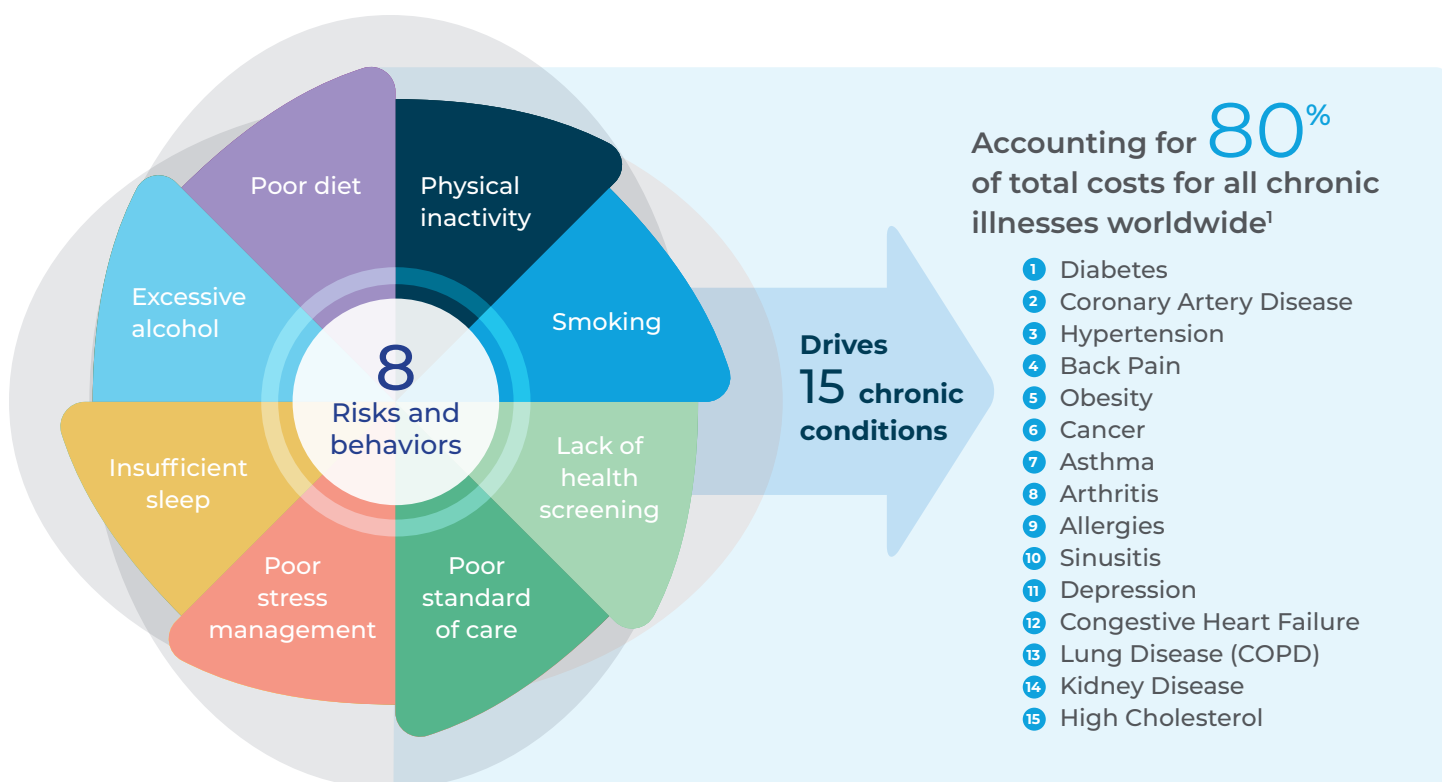 Poor diet
Physical
inactivity
Excessive
alcohol
Smoking
8
Risks and
behaviors
Insufficient
sleep
Lack of
health
screening
Poor
stress
management
Poor
standard
of care
Drives
15 chronic
conditions
Accounting for 80%
of total costs for all chronic
illnesses worldwide¹
1 Diabetes
2 Coronary Artery Disease
3 Hypertension
4 Back Pain
5 Obesity
6 Cancer
7 Asthma
8 Arthritis
9 Allergies
10 Sinusitis
11 Depression
12 Congestive Heart Failure
13 Lung Disease (COPD)
14 Kidney Disease
15 High Cholesterol